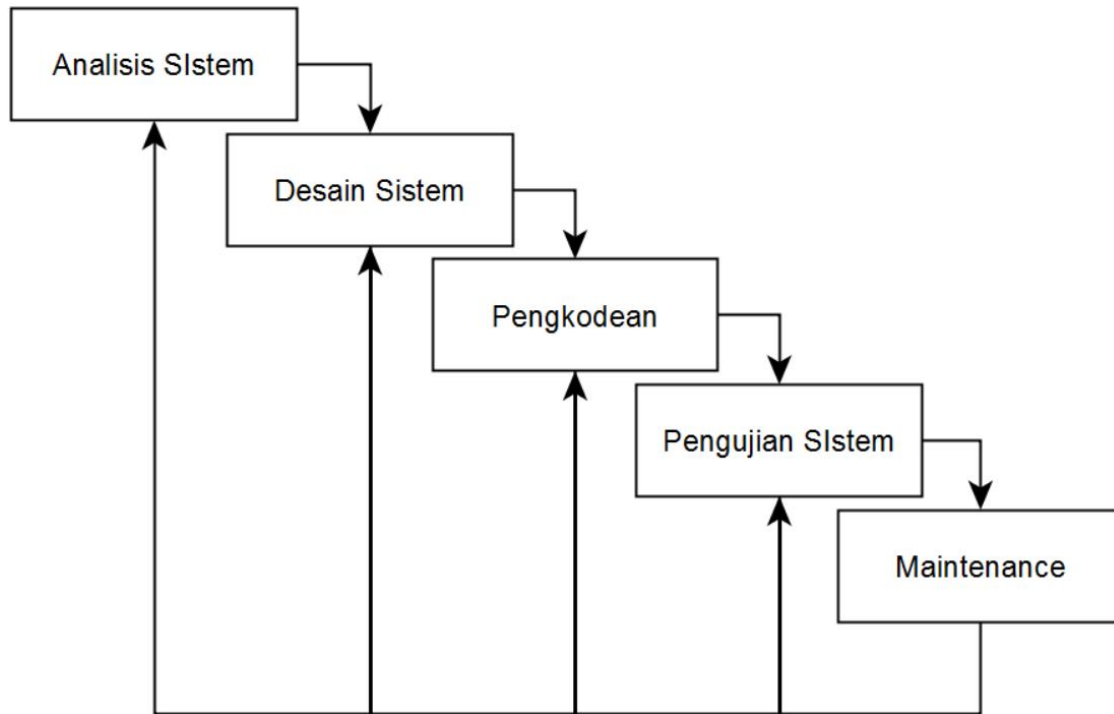 Analisis SIstem
Desain Sistem
Pengkodean
Pengujian SIstem
Maintenance